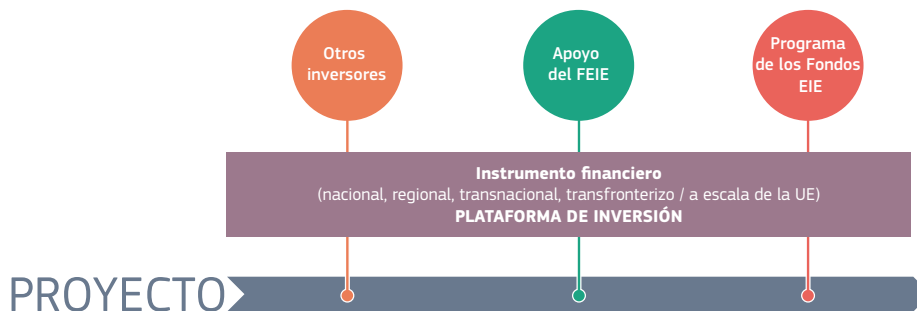 Otros
inversores
Apoyo
del FEIE
Programa
de los Fondos
EIE
Instrumento financiero
(nacional, regional, transnacional, transfronterizo / a escala de la UE)
PLATAFORMA DE INVERSIÓN
PROYECTO